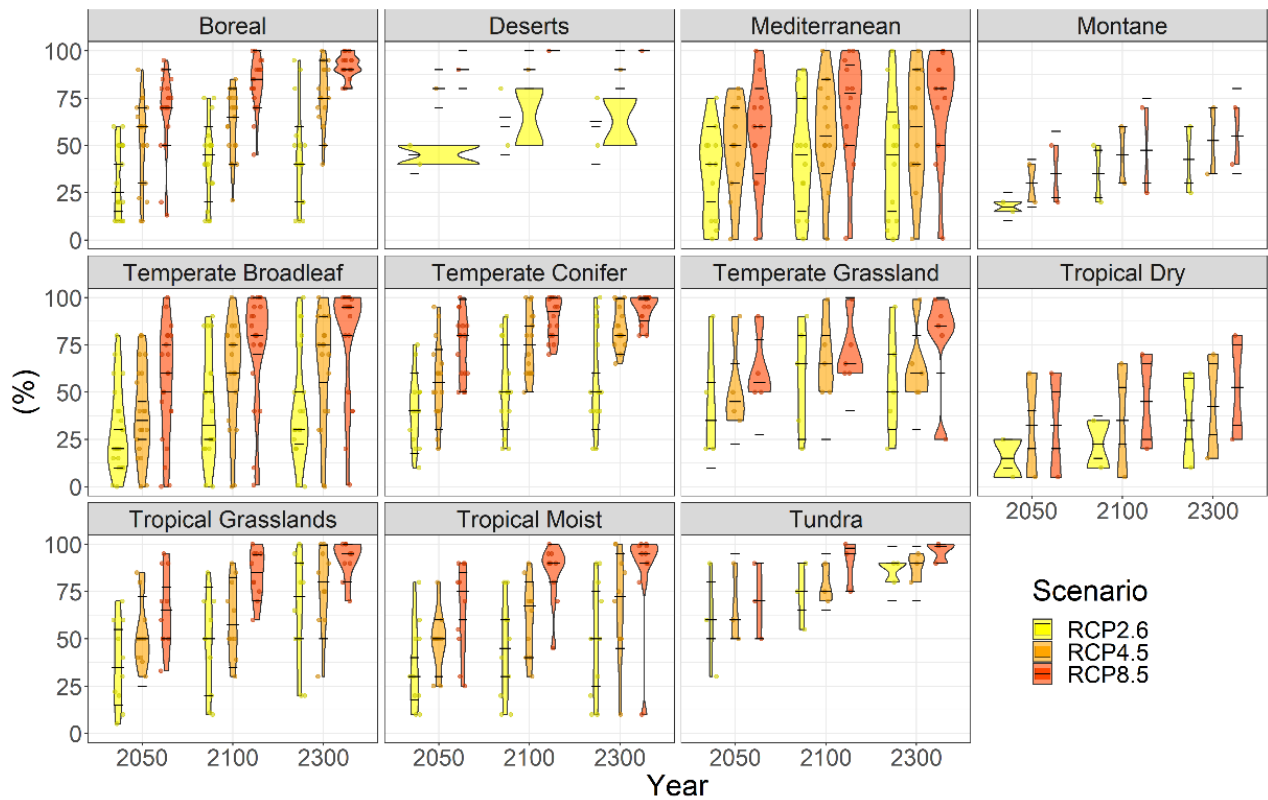 Boreal Deserts Mediterranean Montane
100
75
50
25
0
Temperate Broadleaf Temperate Conifer Temperate Grassland Tropical Dry
100
75
50
25
0
(%)
2050 2100 2300
Tropical Grasslands Tropical Moist Tundra
100
75
50
25
0
Scenario
RCP2.6
RCP4.5
RCP8.5
2050 2100 2300 2050 2100 2300 2050 2100 2300
Year